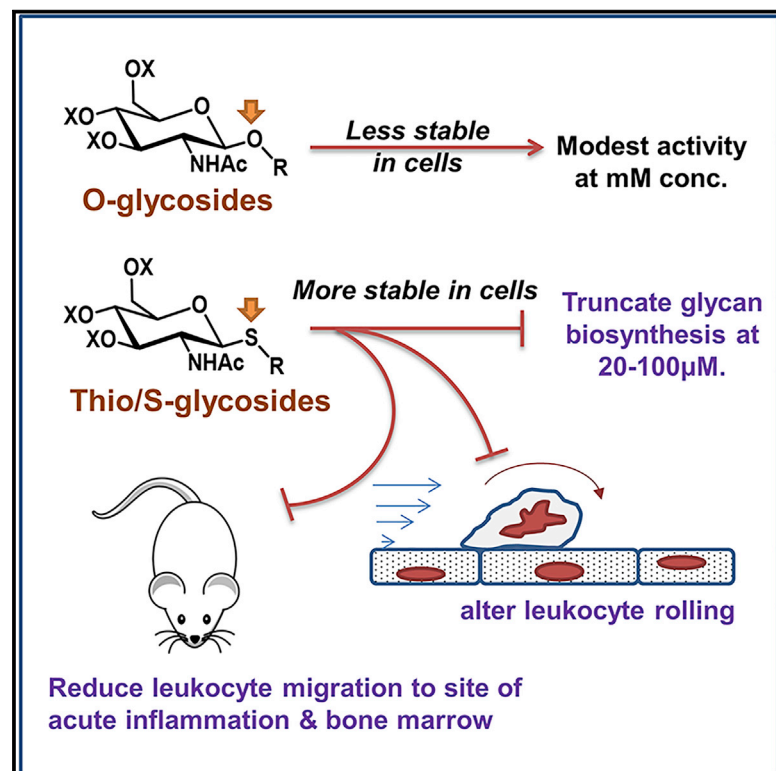 OX
XO
O
XO
O
NHAc
R
O-glycosides
Less stable
in cells
Modest activity
at mM conc.
OX
XO
O
XO
S
NHAc
R
Thio/S-glycosides
More stable in cells
Truncate glycan
biosynthesis at
20-100µM.
alter leukocyte rolling
Reduce leukocyte migration to site of
acute inflammation & bone marrow